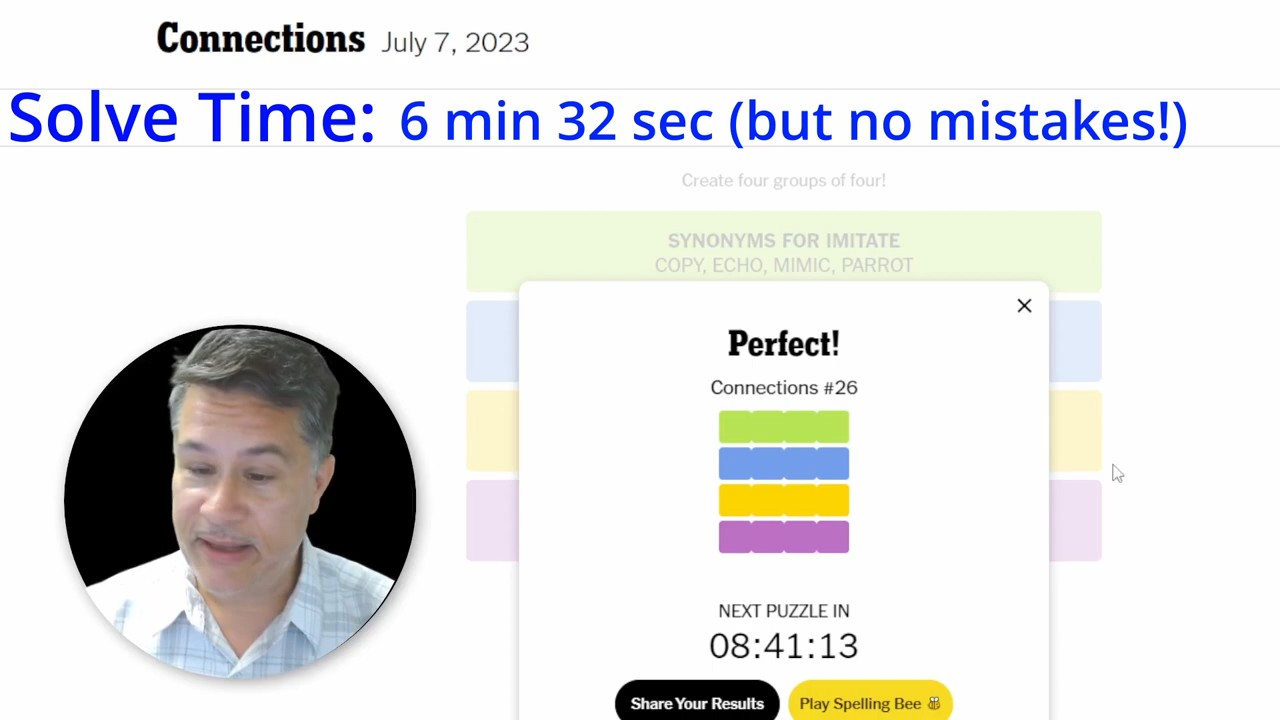 Connections July 7, 2023
Solve Time: 6 min 32 sec (but no mistakes!)
Create four groups of four!
SYNONYMS FOR IMITATE
COPY, ECHO, MIMIC, PARROT
Perfect!
Connections #26
NEXT PUZZLE IN
08:41:13
Share Your Results Play Spelling Bee